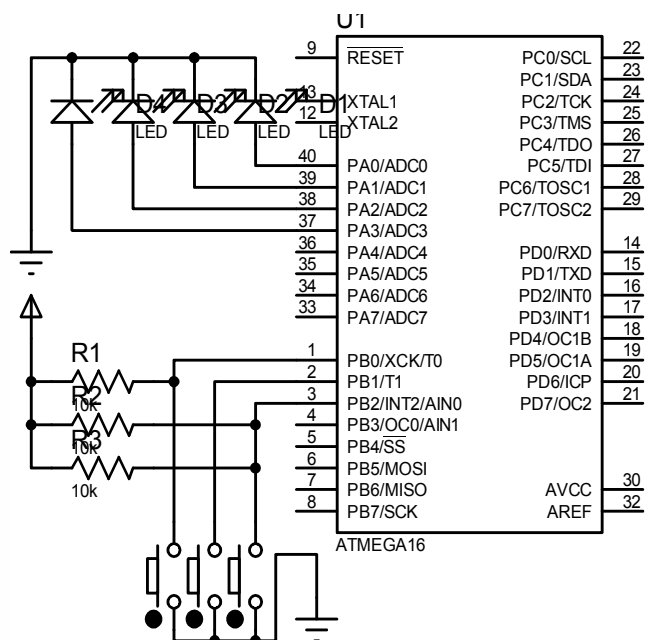 U1
9 RESET PC0/SCL 22
PC1/SDA 23
13 XTAL1 PC2/TCK 24
12 XTAL2 PC3/TMS 25
PC4/TDO 26
40 PA0/ADC0 PC5/TDI 27
39 PA1/ADC1 PC6/TOSC1 28
38 PA2/ADC2 PC7/TOSC2 29
37 PA3/ADC3
36 PA4/ADC4 PD0/RXD 14
35 PA5/ADC5 PD1/TXD 15
34 PA6/ADC6 PD2/INT0 16
33 PA7/ADC7 PD3/INT1 17
PD4/OC1B 18
1 PB0/XCK/T0 PD5/OC1A 19
2 PB1/T1 PD6/ICP 20
3 PB2/INT2/AIN0 PD7/OC2 21
4 PB3/OC0/AIN1
5 PB4/SS
6 PB5/MOSI
7 PB6/MISO AVCC 30
8 PB7/SCK AREF 32
ATMEGA16
D4 D3 D2 D1
LED LED LED LED
R1
10k
R2
10k
R3
10k